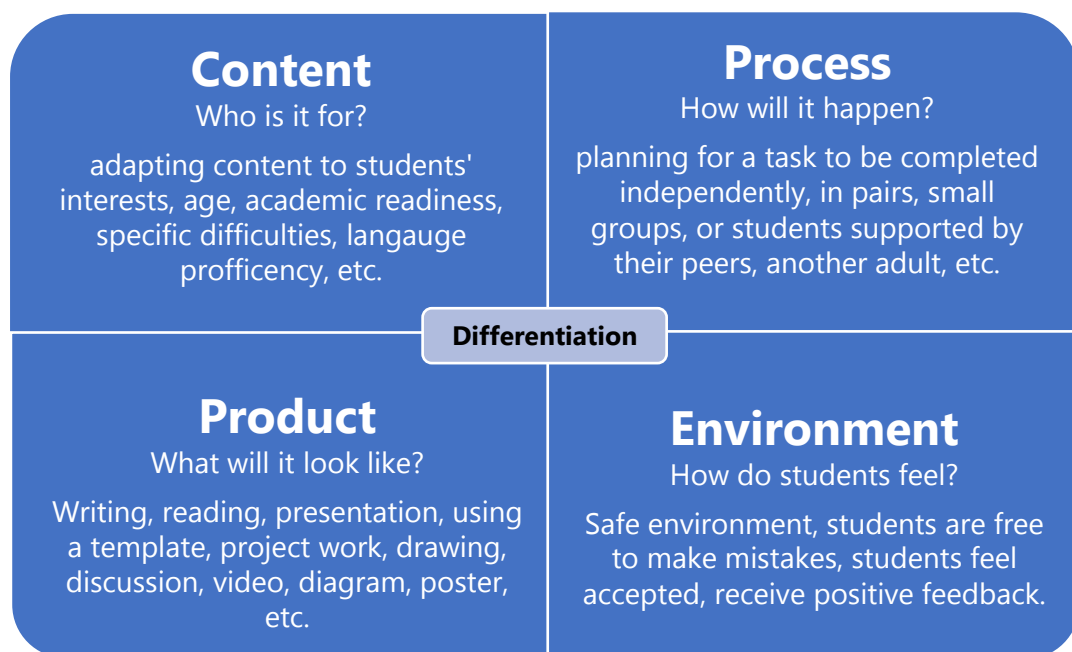 Content
Who is it for?
adapting content to students'
interests, age, academic readiness,
specific difficulties, langauge
profficency, etc.
Process
How will it happen?
planning for a task to be completed
independently, in pairs, small
groups, or students supported by
their peers, another adult, etc.
Differentiation
Product
What will it look like?
Writing, reading, presentation, using
a template, project work, drawing,
discussion, video, diagram, poster,
etc.
Environment
How do students feel?
Safe environment, students are free
to make mistakes, students feel
accepted, receive positive feedback.